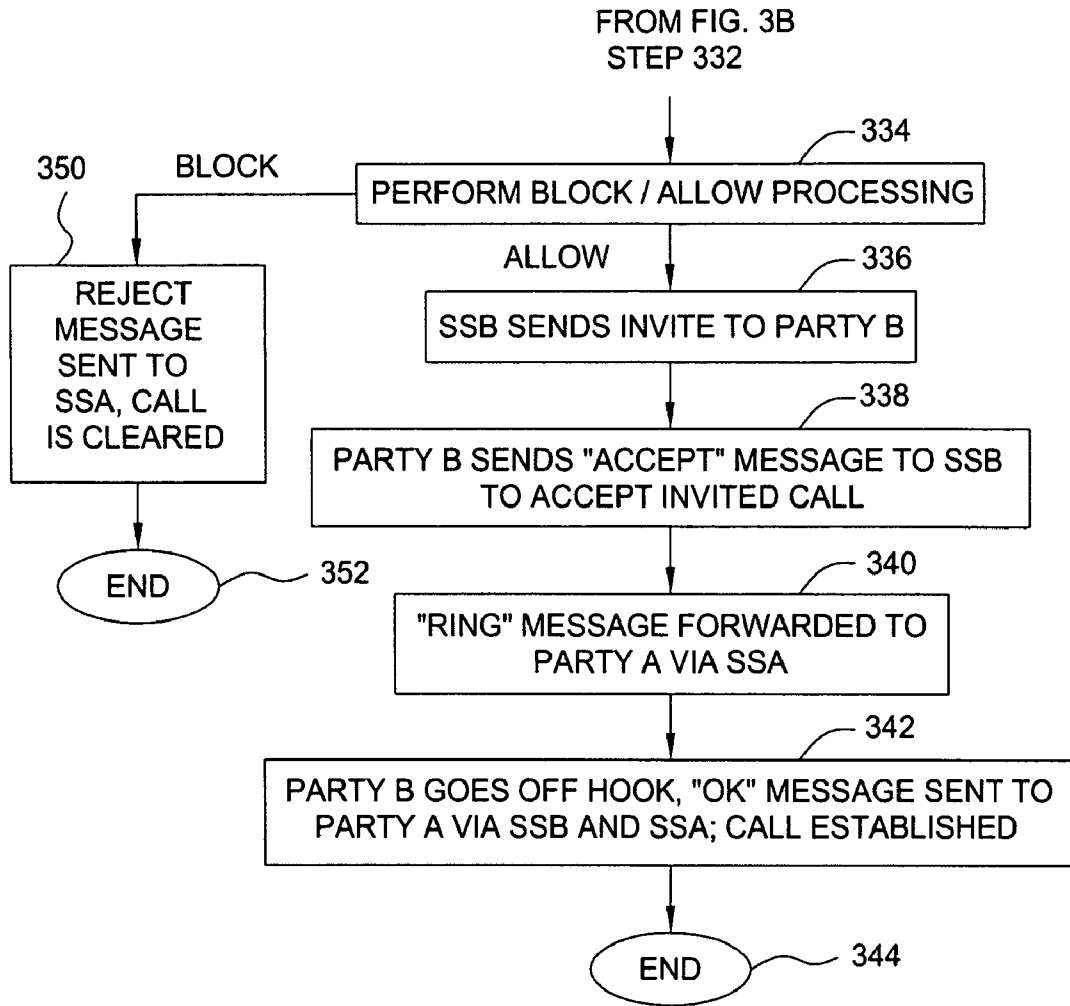 FROM FIG. 3B
STEP 332
334
PERFORM BLOCK / ALLOW PROCESSING
BLOCK
350
REJECT
MESSAGE
SENT TO
SSA, CALL
IS CLEARED
END
352
ALLOW
336
SSB SENDS INVITE TO PARTY B
338
PARTY B SENDS "ACCEPT" MESSAGE TO SSB
TO ACCEPT INVITED CALL
340
"RING" MESSAGE FORWARDED TO
PARTY A VIA SSA
342
PARTY B GOES OFF HOOK, "OK" MESSAGE SENT TO
PARTY A VIA SSB AND SSA; CALL ESTABLISHED
END
344